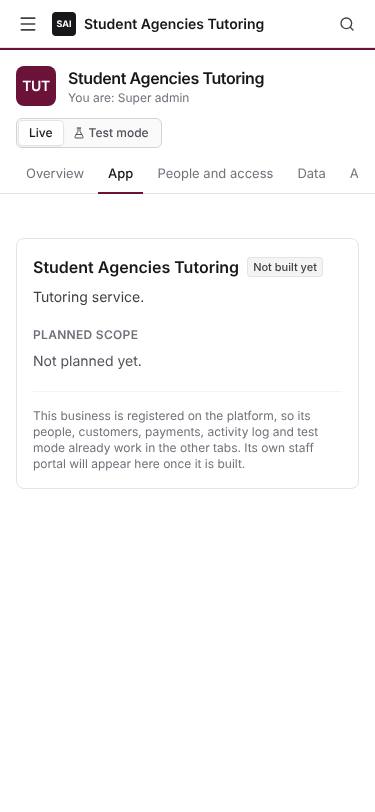 SAI Student Agencies Tutoring
TUT
Student Agencies Tutoring
You are: Super admin
Live Test mode
Overview App People and access Data A
Student Agencies Tutoring Not built yet
Tutoring service.
PLANNED SCOPE
Not planned yet.
This business is registered on the platform, so its
people, customers, payments, activity log and test
mode already work in the other tabs. Its own staff
portal will appear here once it is built.